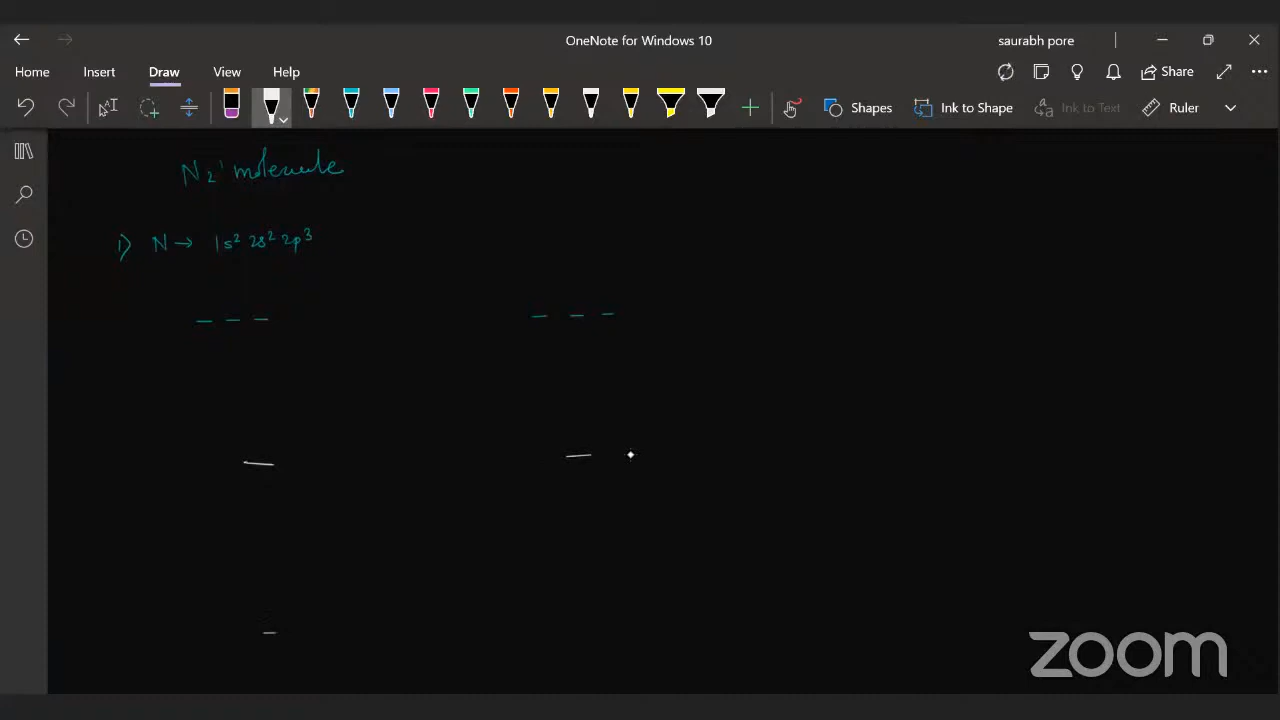 OneNote for Windows 10
saurabh pore
Home Insert Draw View Help
Share
Shapes Ink to Shape Ink to Text Ruler
N₂ molecule
1) N → 1s² 2s² 2p³
zoom